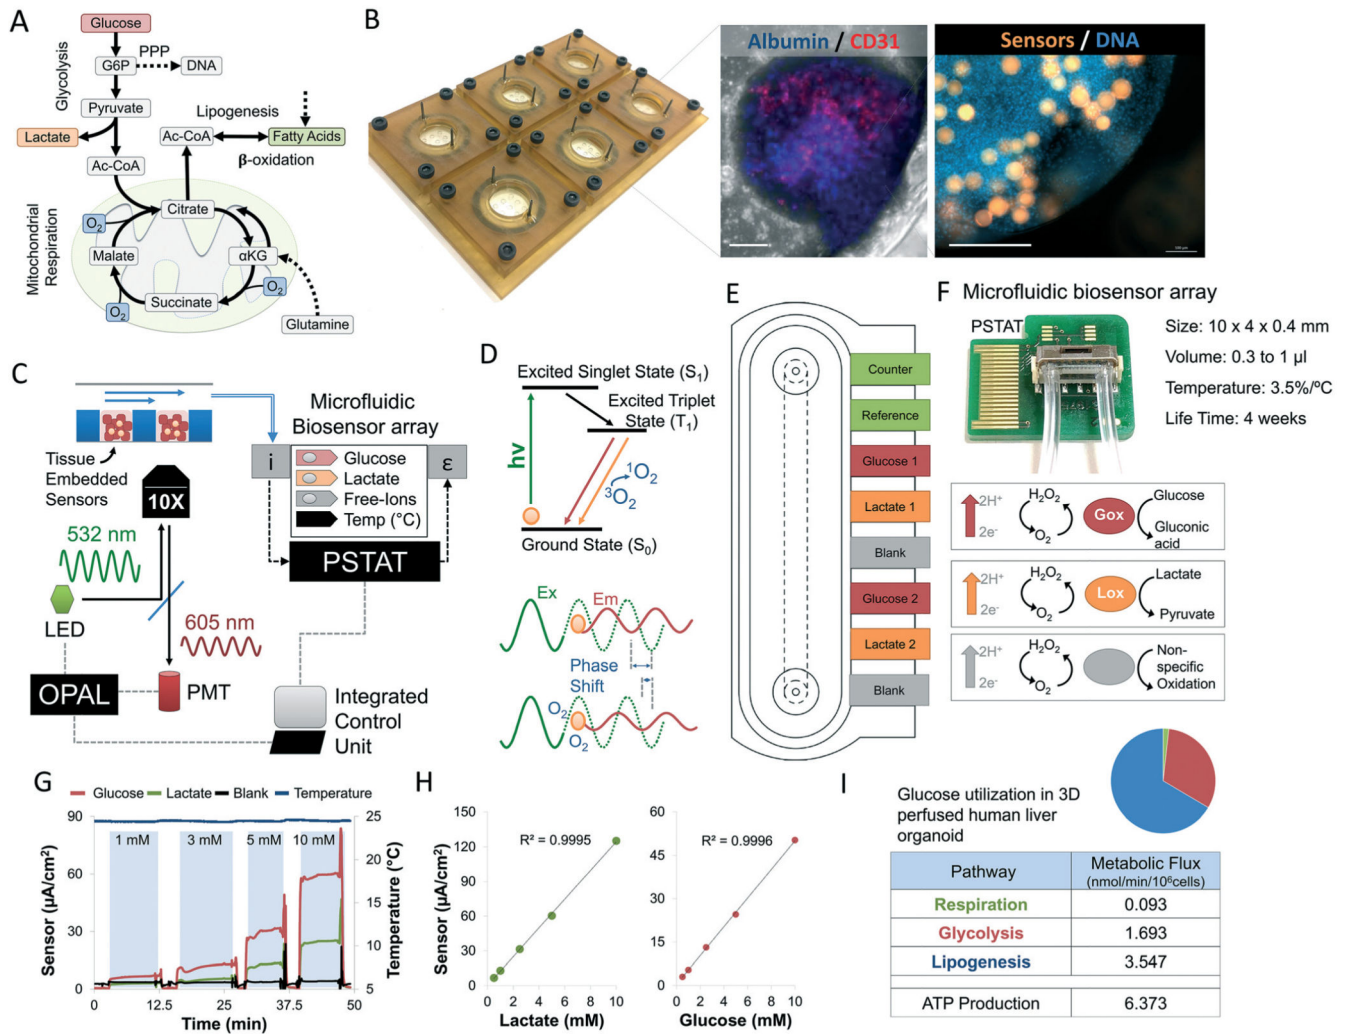 A
Glucose
Glycolysis
PPP
G6P
DNA
Pyruvate
Lipogenesis
Lactate
Ac-CoA
Fatty Acids
Ac-CoA
β-oxidation
Mitochondrial
Respiration
Citrate
O2
Malate
αKG
O2
Succinate
O2
Glutamine
B
Albumin / CD31
Sensors / DNA
C
Tissue
Embedded
Sensors
10X
532 nm
LED
605 nm
OPAL
PMT
Microfluidic
Biosensor array
i
ε
Glucose
Lactate
Free-Ions
Temp (°C)
PSTAT
Integrated
Control
Unit
D
Excited Singlet State (S1)
Excited Triplet
State (T1)
hv
1O2
3O2
Ground State (S0)
Ex
Em
Phase
Shift
O2
O2
E
Counter
Reference
Glucose 1
Lactate 1
Blank
Glucose 2
Lactate 2
Blank
F
Microfluidic biosensor array
PSTAT
Size: 10 x 4 x 0.4 mm
Volume: 0.3 to 1 µl
Temperature: 3.5%/ºC
Life Time: 4 weeks
2H+
2e-
H2O2
O2
Gox
Glucose
Gluconic
acid
2H+
2e-
H2O2
O2
Lox
Lactate
Pyruvate
2H+
2e-
H2O2
O2
Non-
specific
Oxidation
G
Glucose
Lactate
Blank
Temperature
Sensor (µA/cm2)
90
60
30
0
1 mM
3 mM
5 mM
10 mM
25
20
15
10
5
Temperature (°C)
0
12.5
25
37.5
50
Time (min)
H
Sensor (µA/cm2)
150
120
90
60
30
0
R² = 0.9995
0
2
4
6
8
10
Lactate (mM)
60
45
30
15
0
R² = 0.9996
0
2
4
6
8
10
Glucose (mM)
I
Glucose utilization in 3D
perfused human liver
organoid
Pathway
Metabolic Flux
(nmol/min/10⁶cells)
Respiration
0.093
Glycolysis
1.693
Lipogenesis
3.547
ATP Production
6.373